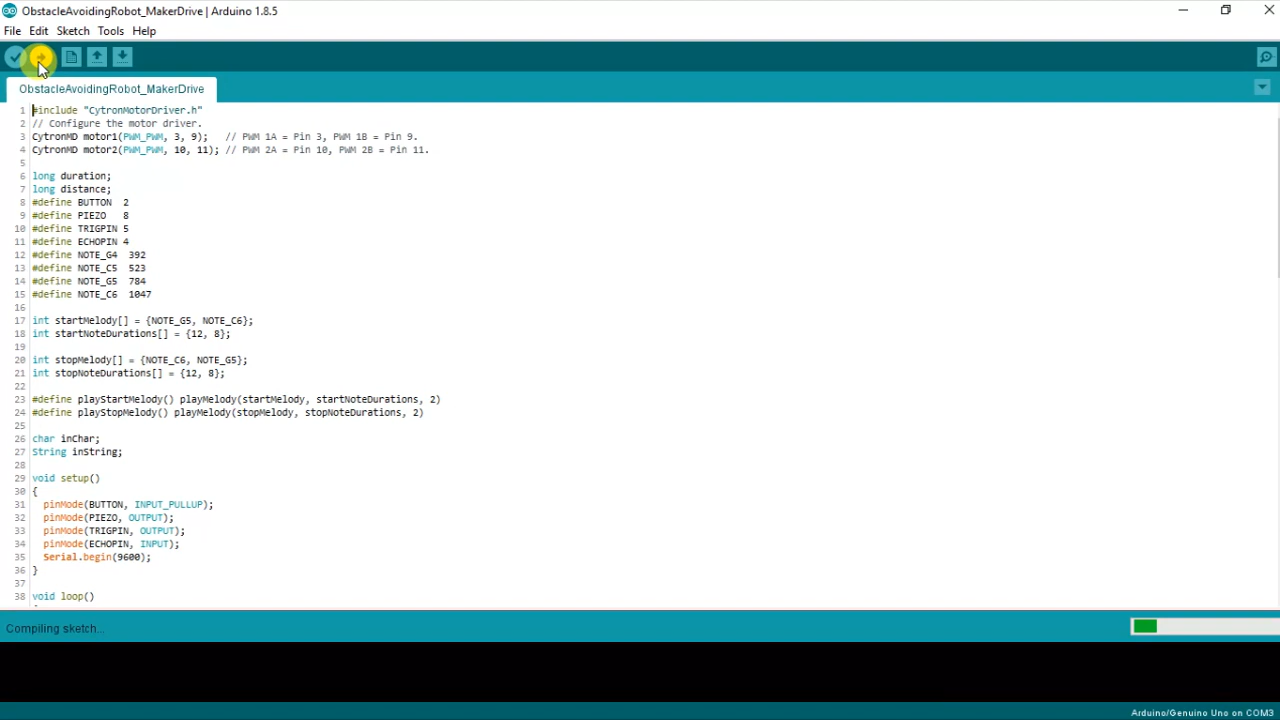 ObstacleAvoidingRobot_MakerDrive | Arduino 1.8.5
File Edit Sketch Tools Help
ObstacleAvoidingRobot_MakerDrive
1 #include "CytronMotorDriver.h"
2 // Configure the motor driver.
3 CytronMD motor1(PWM_PWM, 3, 9);   // PWM 1A = Pin 3, PWM 1B = Pin 9.
4 CytronMD motor2(PWM_PWM, 10, 11); // PWM 2A = Pin 10, PWM 2B = Pin 11.
5
6 long duration;
7 long distance;
8 #define BUTTON  2
9 #define PIEZO   8
10 #define TRIGPIN 5
11 #define ECHOPIN 4
12 #define NOTE_G4  392
13 #define NOTE_C5  523
14 #define NOTE_G5  784
15 #define NOTE_C6  1047
16
17 int startMelody[] = {NOTE_G5, NOTE_C6};
18 int startNoteDurations[] = {12, 8};
19
20 int stopMelody[] = {NOTE_C6, NOTE_G5};
21 int stopNoteDurations[] = {12, 8};
22
23 #define playStartMelody() playMelody(startMelody, startNoteDurations, 2)
24 #define playStopMelody() playMelody(stopMelody, stopNoteDurations, 2)
25
26 char inChar;
27 String inString;
28
29 void setup()
30 {
31   pinMode(BUTTON, INPUT_PULLUP);
32   pinMode(PIEZO, OUTPUT);
33   pinMode(TRIGPIN, OUTPUT);
34   pinMode(ECHOPIN, INPUT);
35   Serial.begin(9600);
36 }
37
38 void loop()
Compiling sketch...
Arduino/Genuino Uno on COM3